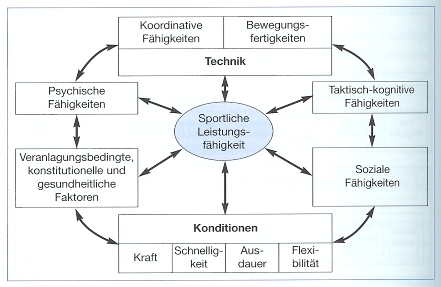 Koordinative
Fähigkeiten
Bewegungs-
fertigkeiten
Technik
Psychische
Fähigkeiten
Taktisch-kognitive
Fähigkeiten
Sportliche
Leistungs-
fähigkeit
Veranlagungsbedingte,
konstitutionelle und
gesundheitliche
Faktoren
Soziale
Fähigkeiten
Konditionen
Kraft
Schnellig-
keit
Aus-
dauer
Flexi-
bilität